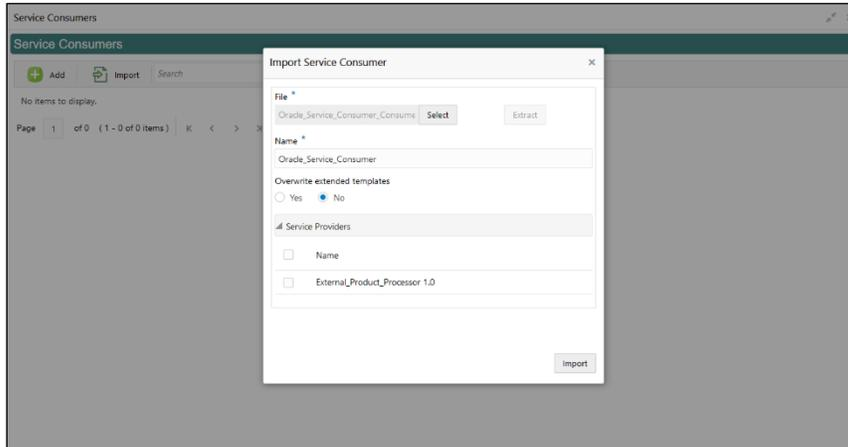 Service Consumers
Service Consumers
Add Import Search
No items to display.
Page 1 of 0 ( 1 - 0 of 0 items ) K < >
Import Service Consumer ×
File *
Oracle_Service_Consumer_Consume Select Extract
Name *
Oracle_Service_Consumer
Overwrite extended templates
Yes No
Service Providers
Name
External_Product_Processor 1.0
Import